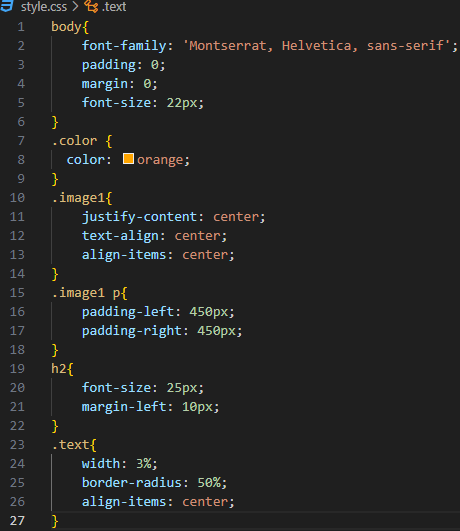 style.css > .text
1 body{
2 font-family: 'Montserrat, Helvetica, sans-serif';
3 padding: 0;
4 margin: 0;
5 font-size: 22px;
6 }
7 .color {
8 color: orange;
9 }
10 .image1{
11 justify-content: center;
12 text-align: center;
13 align-items: center;
14 }
15 .image1 p{
16 padding-left: 450px;
17 padding-right: 450px;
18 }
19 h2{
20 font-size: 25px;
21 margin-left: 10px;
22 }
23 .text{
24 width: 3%;
25 border-radius: 50%;
26 align-items: center;
27 }